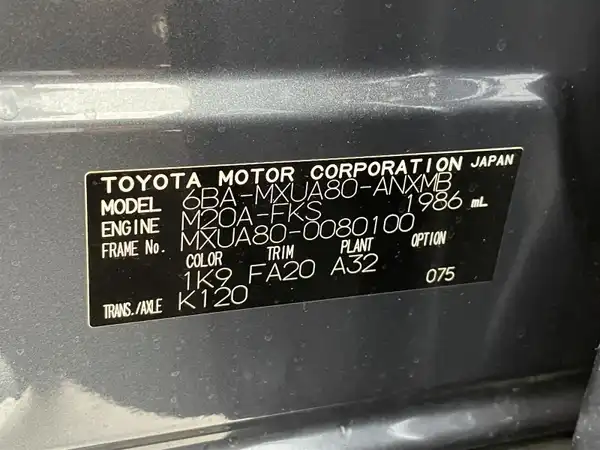 TOYOTA MOTOR CORPORATION JAPAN
MODEL 6BA-MXUA80-ANXMB
ENGINE M20A-FKS 1986 mL
FRAME No. MXUA80-0080100
COLOR TRIM PLANT OPTION
1K9 FA20 A32 075
TRANS./AXLE K120